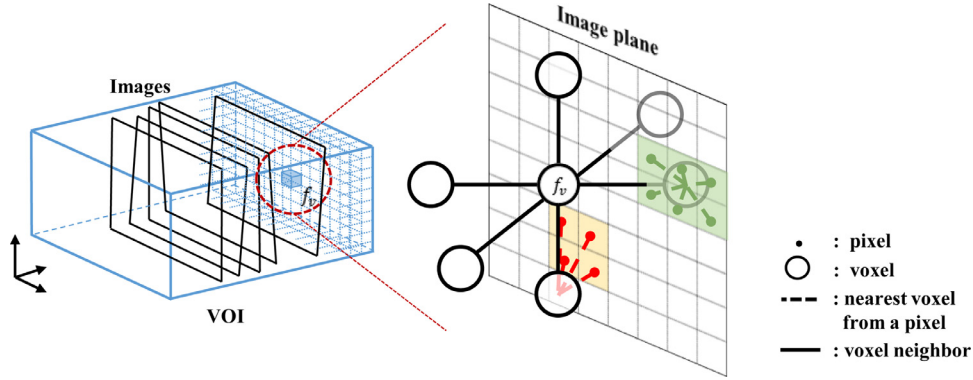 Images
f_v
VOI
Image plane
f_v
: pixel
: voxel
: nearest voxel
from a pixel
: voxel neighbor